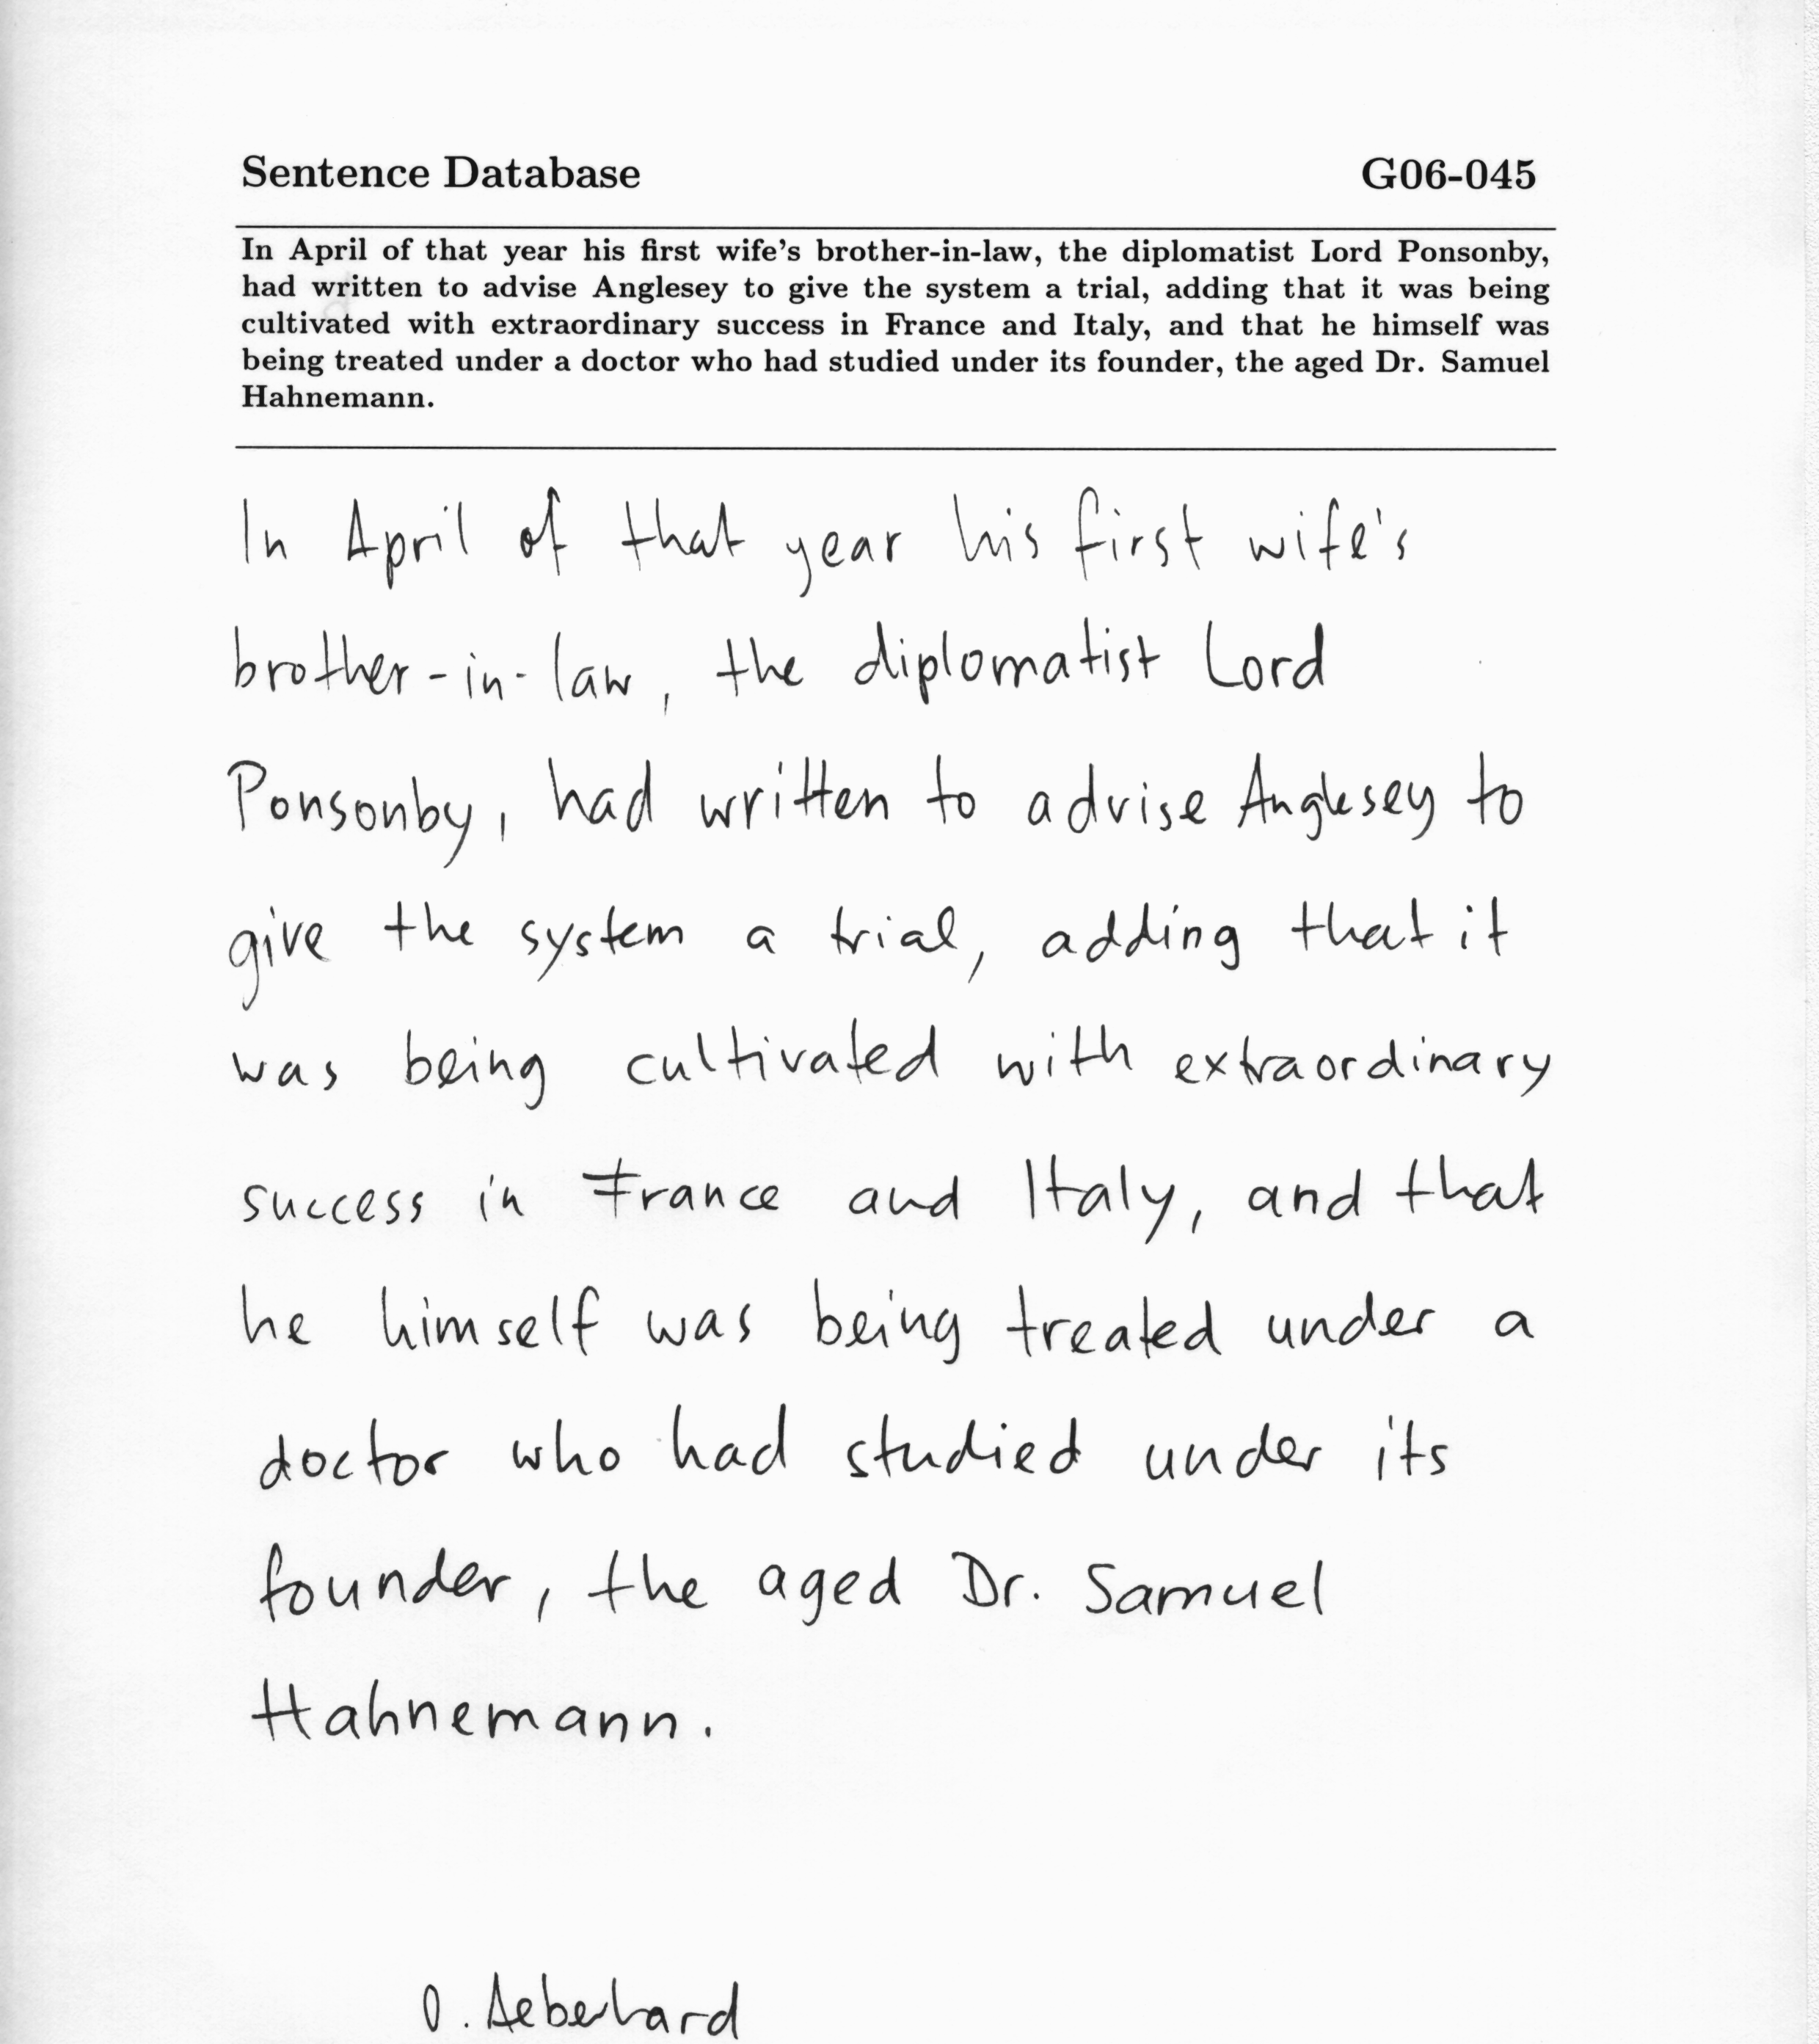 Sentence Database G06-045
In April of that year his first wife's brother-in-law, the diplomatist Lord Ponsonby,
had written to advise Anglesey to give the system a trial, adding that it was being
cultivated with extraordinary success in France and Italy, and that he himself was
being treated under a doctor who had studied under its founder, the aged Dr. Samuel
Hahnemann.
In April of that year his first wife's
brother-in-law, the diplomatist Lord
Ponsonby, had written to advise Anglesey to
give the system a trial, adding that it
was being cultivated with extraordinary
success in France and Italy, and that
he himself was being treated under a
doctor who had studied under its
founder, the aged Dr. Samuel
Hahnemann.
O. Aeberhard